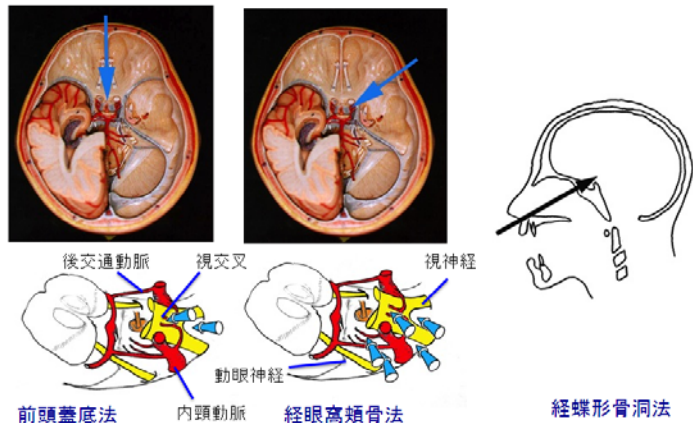 後交通動脈
視交叉
視神経
動眼神経
内頸動脈
前頭蓋底法
経眼窩頬骨法
経蝶形骨洞法